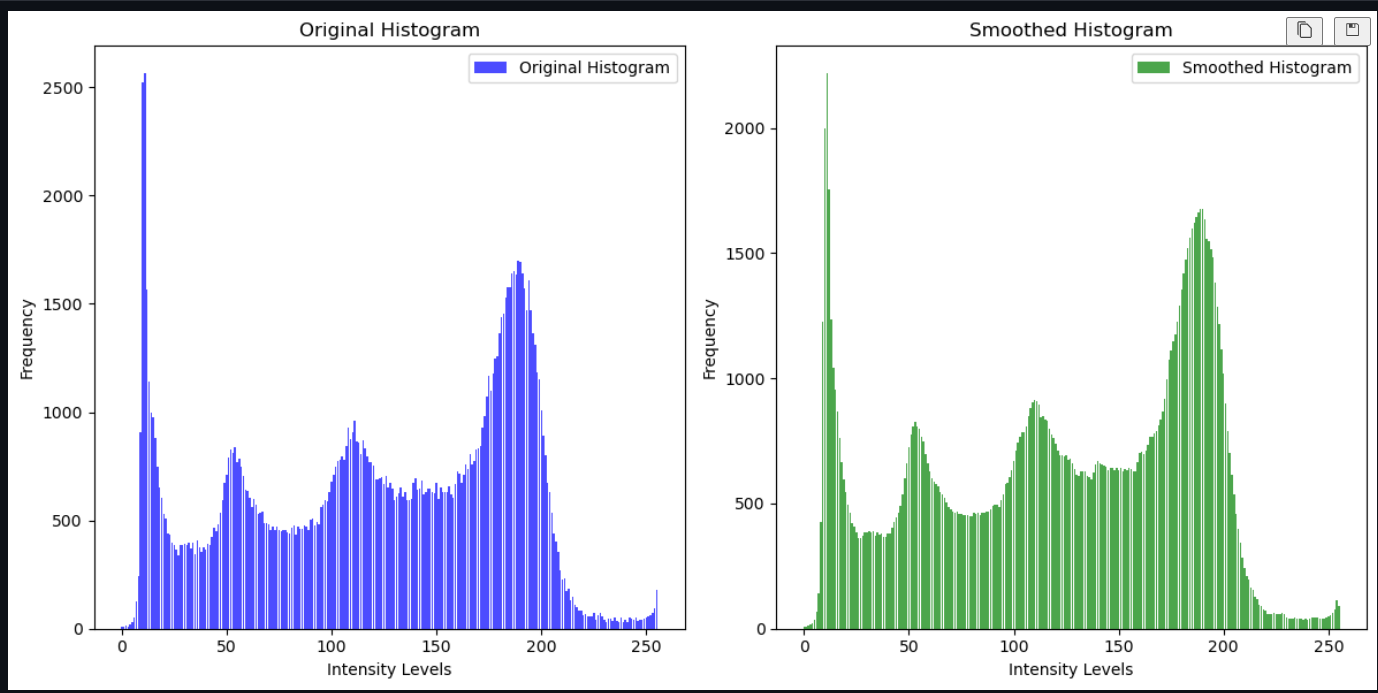 Original Histogram
Original Histogram
2500
2000
1500
1000
500
0
Frequency
0 50 100 150 200 250
Intensity Levels
Smoothed Histogram
Smoothed Histogram
2000
1500
1000
500
0
Frequency
0 50 100 150 200 250
Intensity Levels